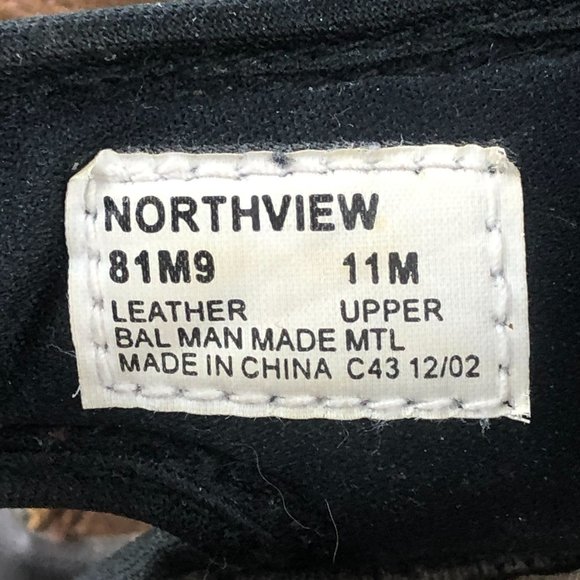 NORTHVIEW
81M9 11M
LEATHER UPPER
BAL MAN MADE MTL
MADE IN CHINA C43 12/02